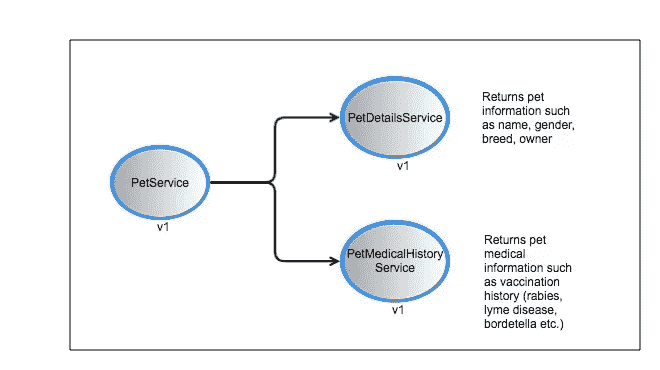 PetService
v1
PetDetailsService
v1
Returns pet
information such
as name, gender,
breed, owner
PetMedicalHistory
Service
v1
Returns pet
medical
information such
as vaccination
history (rabies,
lyme disease,
bordetella etc.)